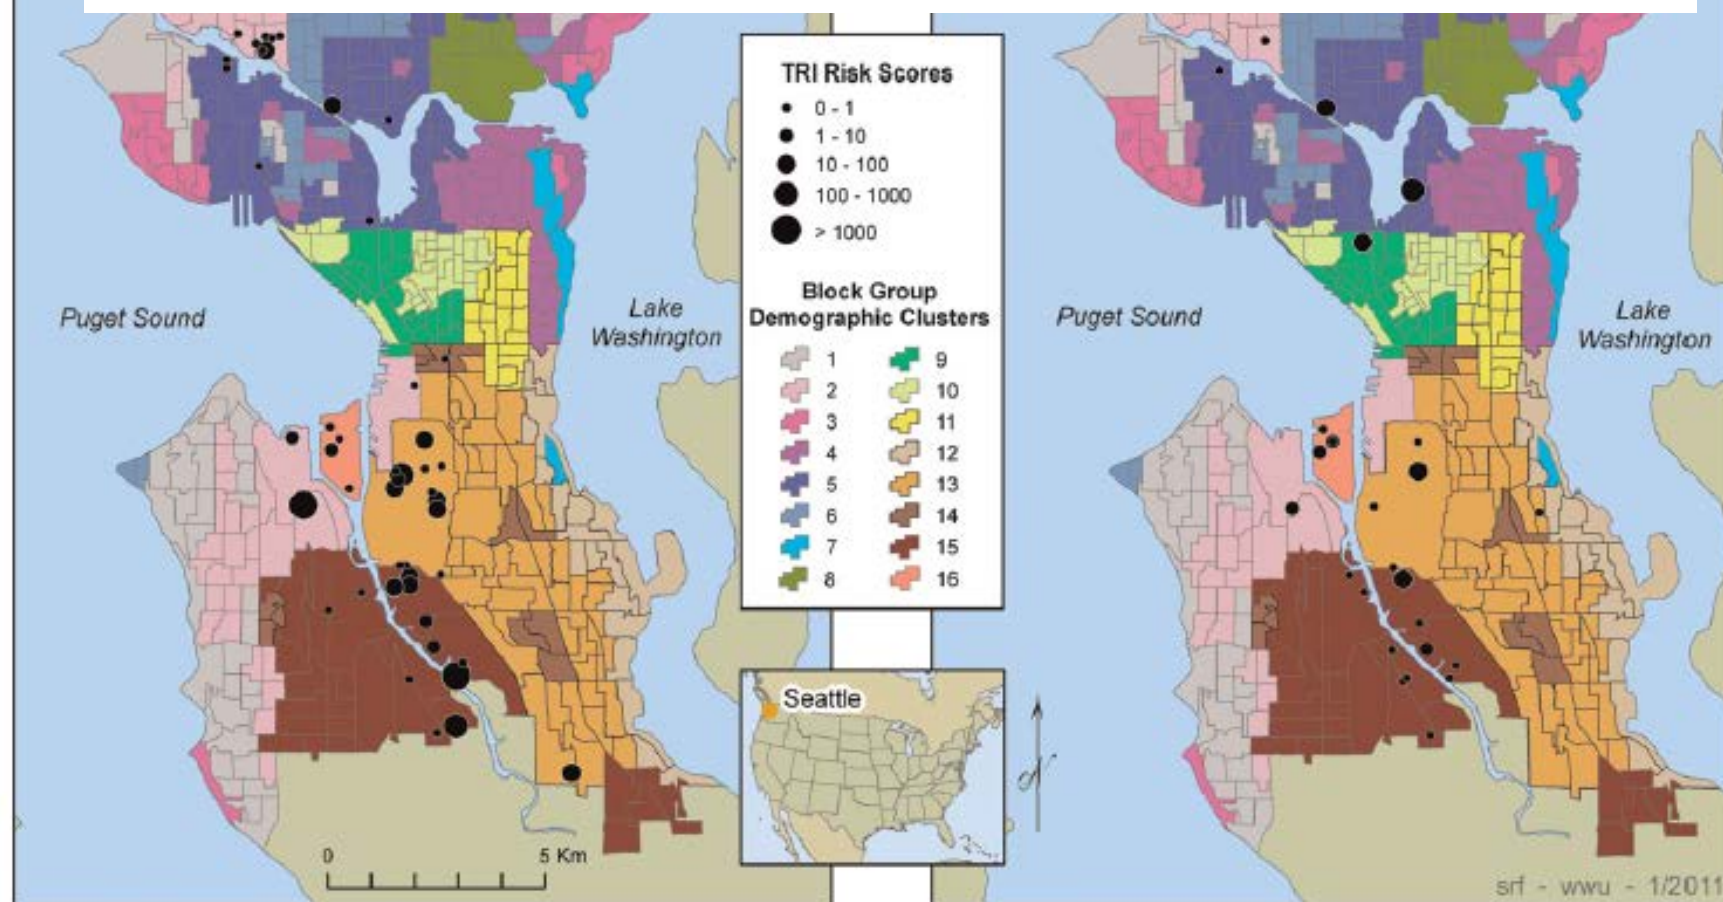 Puget Sound
Lake
Washington
0 5 Km
TRI Risk Scores
0 - 1
1 - 10
10 - 100
100 - 1000
> 1000
Block Group
Demographic Clusters
1 9
2 10
3 11
4 12
5 13
6 14
7 15
8 16
Seattle
Puget Sound
Lake
Washington
srf - wwu - 1/2011